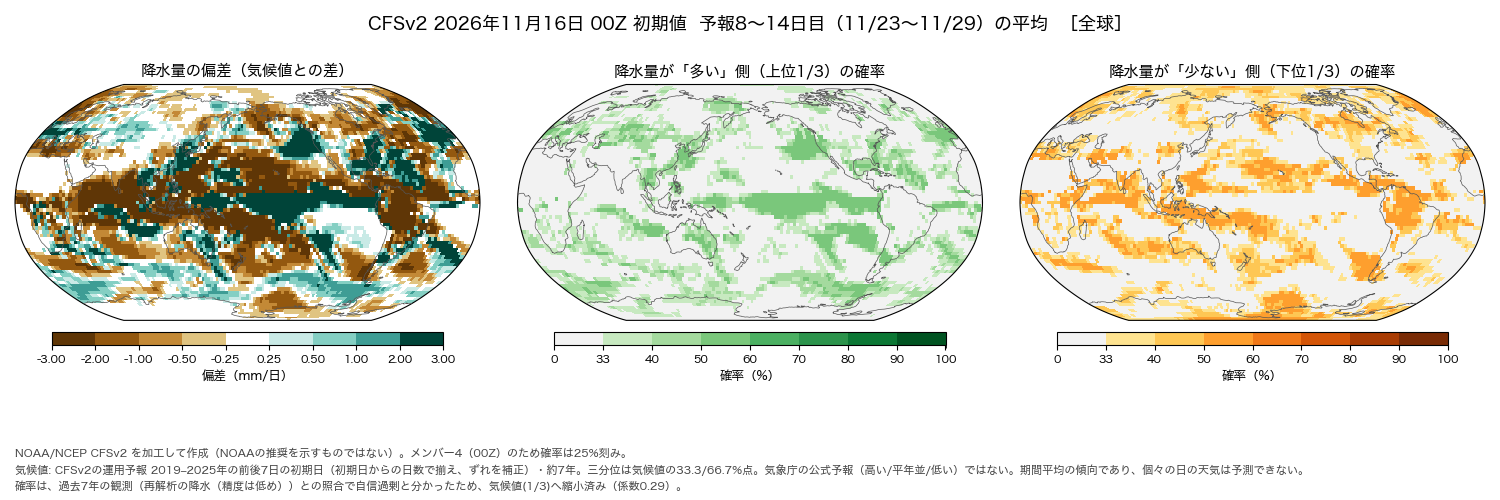 CFSv2 2026年11月16日 00Z 初期値 予報8～14日目（11/23～11/29）の平均 ［全球］
降水量の偏差（気候値との差）
降水量が「多い」側（上位1/3）の確率
降水量が「少ない」側（下位1/3）の確率
-3.00 -2.00 -1.00 -0.50 -0.25 0.25 0.50 1.00 2.00 3.00
偏差（mm/日）
0 33 40 50 60 70 80 90 100
確率（%）
0 33 40 50 60 70 80 90 100
確率（%）
NOAA/NCEP CFSv2 を加工して作成（NOAAの推奨を示すものではない）。メンバー4（00Z）のため確率は25%刻み。
気候値: CFSv2の運用予報 2019–2025年の前後7日の初期日（初期日からの日数で揃え、ずれを補正）・約7年。三分位は気候値の33.3/66.7%点。気象庁の公式予報（高い/平年並/低い）ではない。期間平均の傾向であり、個々の日の天気は予測できない。
確率は、過去7年の観測（再解析の降水（精度は低め））との照合で自信過剰と分かったため、気候値(1/3)へ縮小済み（係数0.29）。